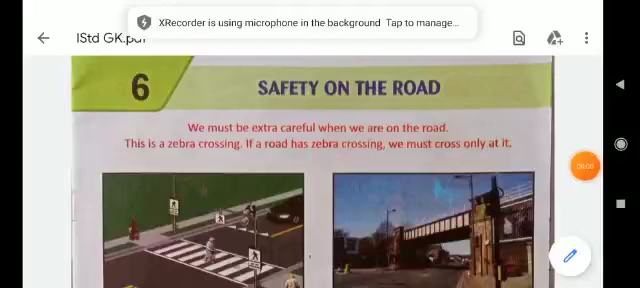 XRecorder is using microphone in the background Tap to manage...
IStd GK.pdf
6
SAFETY ON THE ROAD
We must be extra careful when we are on the road.
This is a zebra crossing. If a road has zebra crossing, we must cross only at it.
00:00